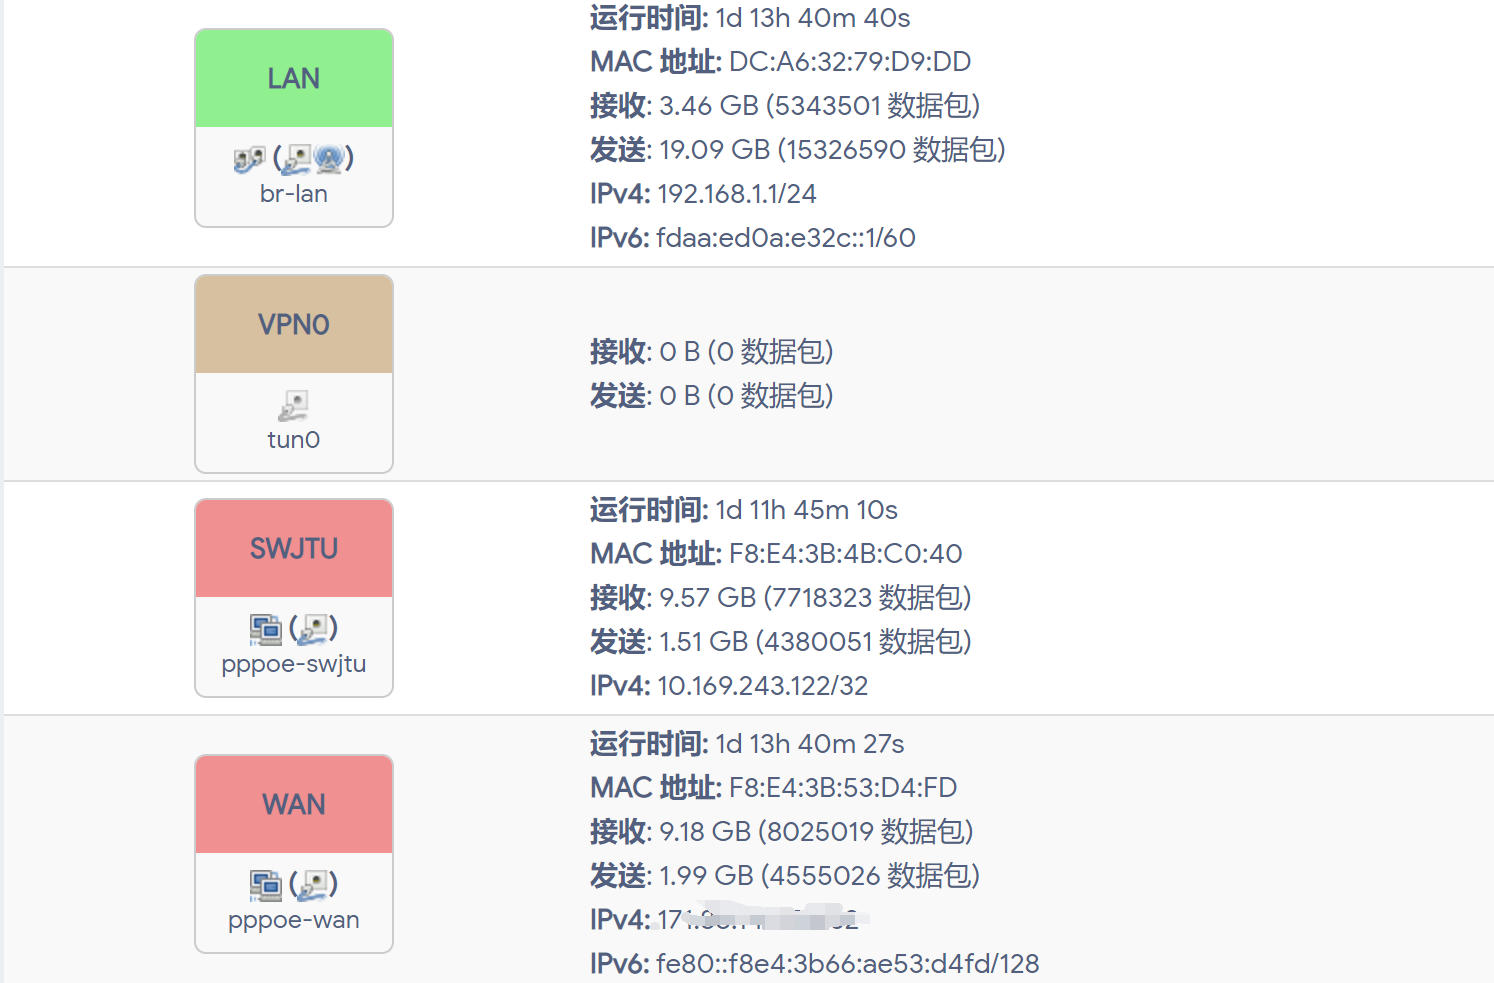 运行时间: 1d 13h 40m 40s
LAN
MAC 地址: DC:A6:32:79:D9:DD
接收: 3.46 GB (5343501 数据包)
发送: 19.09 GB (15326590 数据包)
( )
br-lan
IPv4: 192.168.1.1/24
IPv6: fdaa:ed0a:e32c::1/60
VPN0
接收: 0 B (0 数据包)
发送: 0 B (0 数据包)
tun0
运行时间: 1d 11h 45m 10s
SWJTU
MAC 地址: F8:E4:3B:4B:C0:40
接收: 9.57 GB (7718323 数据包)
发送: 1.51 GB (4380051 数据包)
( )
pppoe-swjtu
IPv4: 10.169.243.122/32
运行时间: 1d 13h 40m 27s
WAN
MAC 地址: F8:E4:3B:53:D4:FD
接收: 9.18 GB (8025019 数据包)
发送: 1.99 GB (4555026 数据包)
( )
pppoe-wan
IPv4:
IPv6: fe80::f8e4:3b66:ae53:d4fd/128